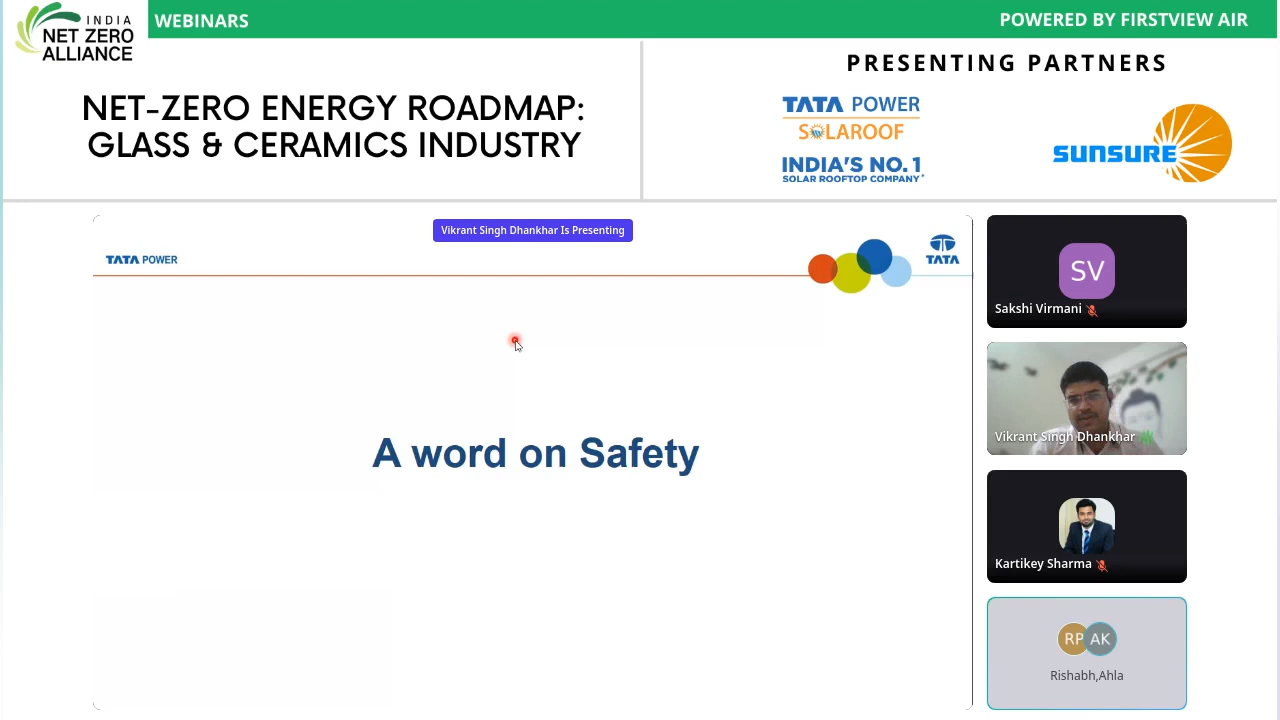 INDIA
NET ZERO
ALLIANCE
WEBINARS
POWERED BY FIRSTVIEW AIR
NET-ZERO ENERGY ROADMAP:
GLASS & CERAMICS INDUSTRY
PRESENTING PARTNERS
TATA POWER
SOLAROOF
INDIA'S NO.1
SOLAR ROOFTOP COMPANY*
SUNSURE
Vikrant Singh Dhankhar Is Presenting
TATA POWER
TATA
A word on Safety
SV
Sakshi Virmani
Vikrant Singh Dhankhar
Kartikey Sharma
RP AK
Rishabh,Ahla